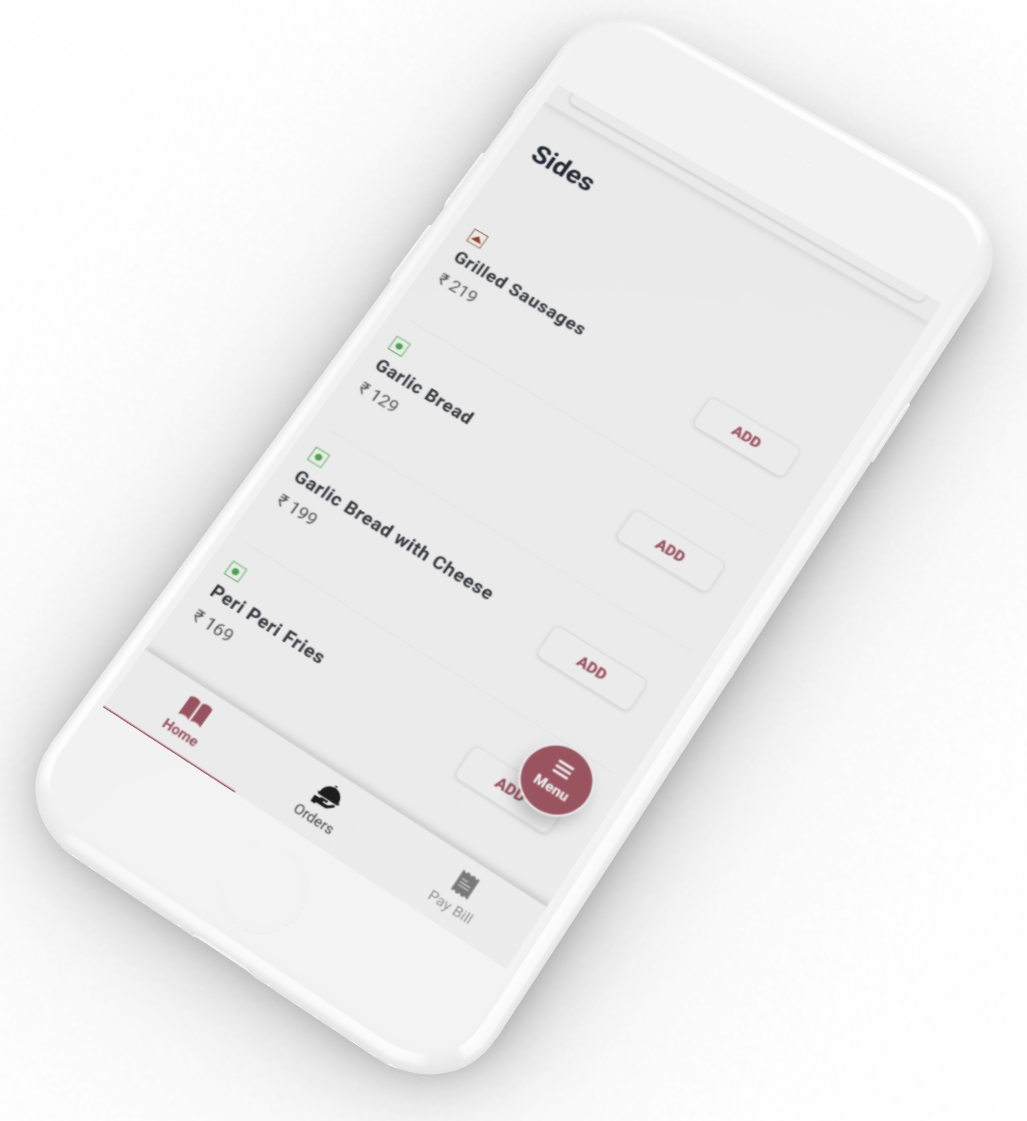 Sides
Grilled Sausages
₹ 219
ADD
Garlic Bread
₹ 129
ADD
Garlic Bread with Cheese
₹ 199
ADD
Peri Peri Fries
₹ 169
ADD
Menu
Home
Orders
Pay Bill